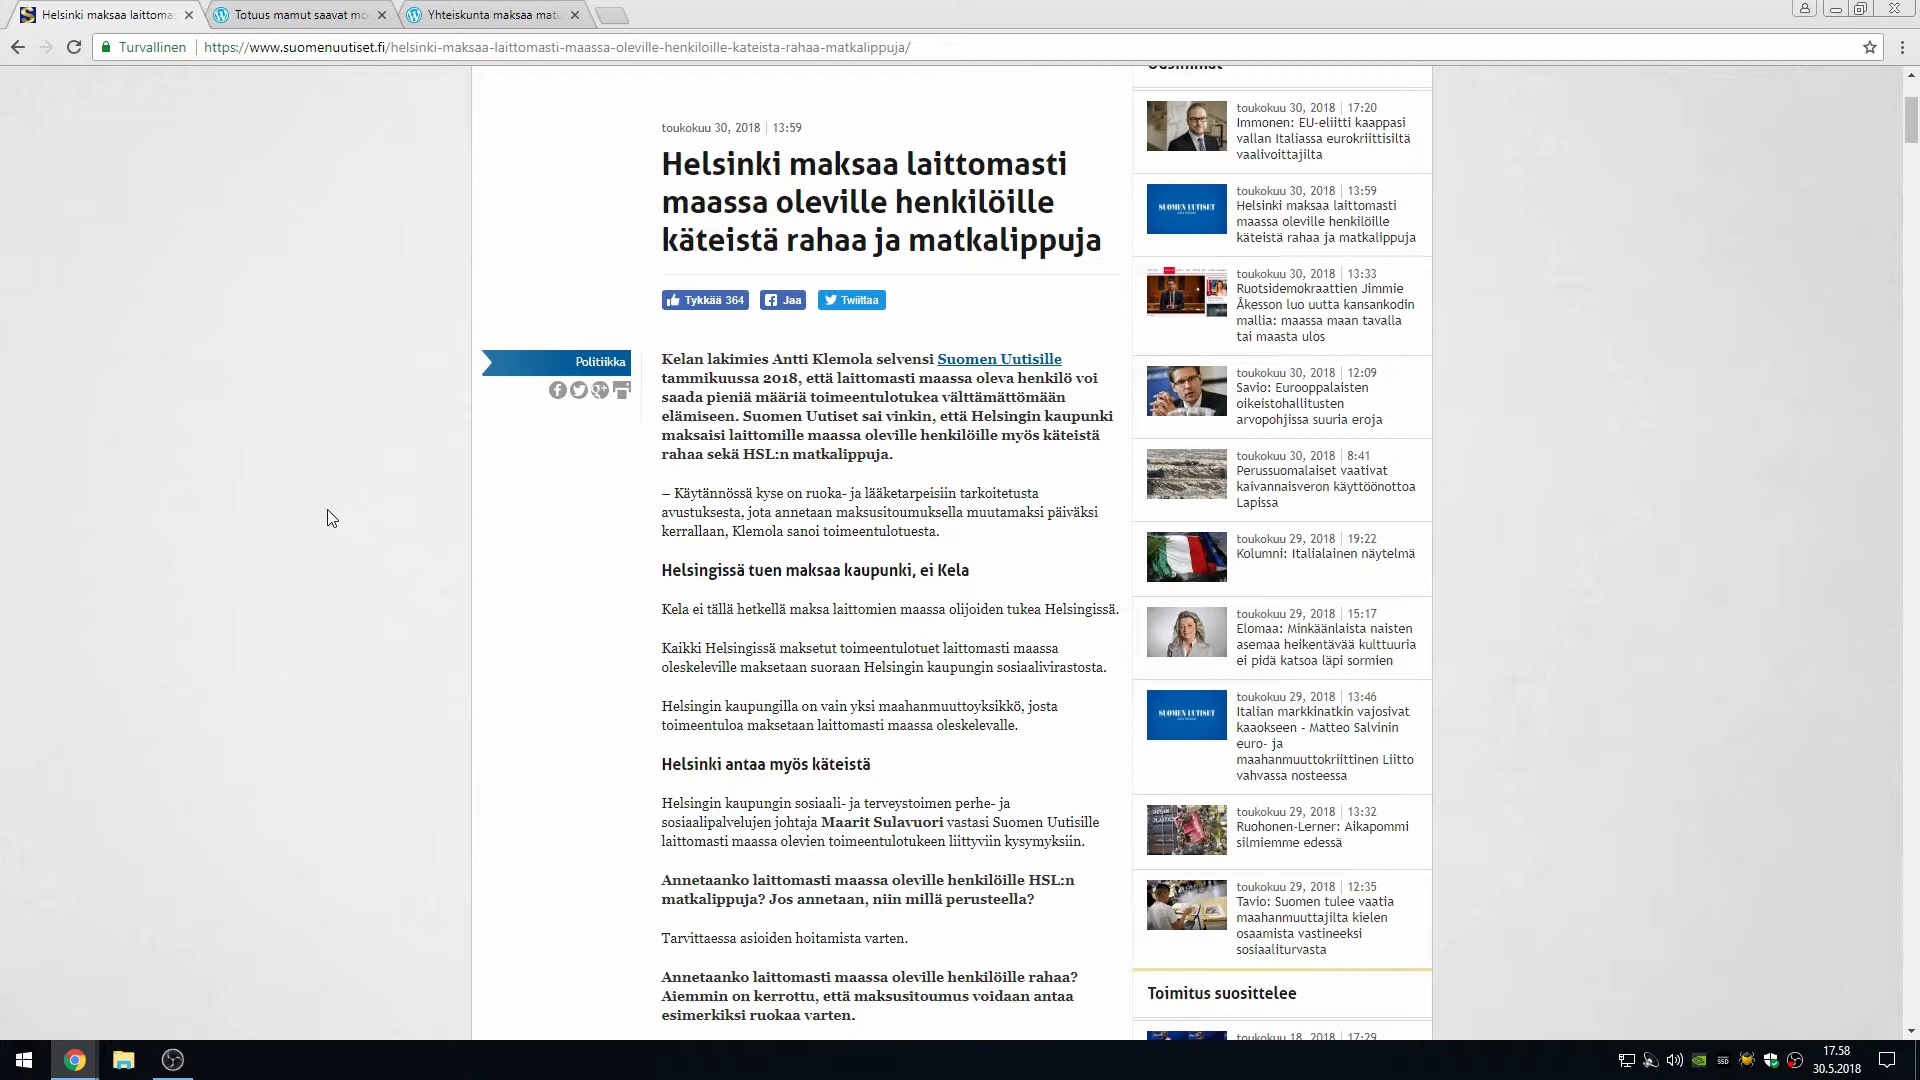 Helsinki maksaa laittoma
Totuus mamut saavat mo
Yhteiskunta maksaa mat
Turvallinen
https://www.suomenuutiset.fi/helsinki-maksaa-laittomasti-maassa-oleville-henkiloille-kateista-rahaa-matkalippuja/
toukokuu 30, 2018 | 13:59
Helsinki maksaa laittomasti
maassa oleville henkilöille
käteistä rahaa ja matkalippuja
Tykkää 364
Jaa
Twiittaa
Politiikka
Kelan lakimies Antti Klemola selvensi Suomen Uutisille
tammikuussa 2018, että laittomasti maassa oleva henkilö voi
saada pieniä määriä toimeentulotukea välttämättömään
elämiseen. Suomen Uutiset sai vinkin, että Helsingin kaupunki
maksaisi laittomille maassa oleville henkilöille myös käteistä
rahaa sekä HSL:n matkalippuja.
– Käytännössä kyse on ruoka- ja lääketarpeisiin tarkoitetusta
avustuksesta, jota annetaan maksusitoumuksella muutamaksi päiväksi
kerrallaan, Klemola sanoi toimeentulotuesta.
Helsingissä tuen maksaa kaupunki, ei Kela
Kela ei tällä hetkellä maksa laittomien maassa olijoiden tukea Helsingissä.
Kaikki Helsingissä maksetut toimeentulotuet laittomasti maassa
oleskeleville maksetaan suoraan Helsingin kaupungin sosiaalivirastosta.
Helsingin kaupungilla on vain yksi maahanmuuttoyksikkö, josta
toimeentuloa maksetaan laittomasti maassa oleskelevalle.
Helsinki antaa myös käteistä
Helsingin kaupungin sosiaali- ja terveystoimen perhe- ja
sosiaalipalvelujen johtaja Maarit Sulavuori vastasi Suomen Uutisille
laittomasti maassa olevien toimeentulotukeen liittyviin kysymyksiin.
Annetaanko laittomasti maassa oleville henkilöille HSL:n
matkalippuja? Jos annetaan, niin millä perusteella?
Tarvittaessa asioiden hoitamista varten.
Annetaanko laittomasti maassa oleville henkilöille rahaa?
Aiemmin on kerrottu, että maksusitoumus voidaan antaa
esimerkiksi ruokaa varten.
Uusimmat
toukokuu 30, 2018 | 17:20
Immonen: EU-eliitti kaappasi
vallan Italiassa eurokriittisiltä
vaalivoittajilta
SUOMEN UUTISET
toukokuu 30, 2018 | 13:59
Helsinki maksaa laittomasti
maassa oleville henkilöille
käteistä rahaa ja matkalippuja
toukokuu 30, 2018 | 13:33
Ruotsidemokraattien Jimmie
Åkesson luo uutta kansankodin
mallia: maassa maan tavalla
tai maasta ulos
toukokuu 30, 2018 | 12:09
Savio: Eurooppalaisten
oikeistohallitusten
arvopohjissa suuria eroja
toukokuu 30, 2018 | 8:41
Perussuomalaiset vaativat
kaivannaisveron käyttöönottoa
Lapissa
toukokuu 29, 2018 | 19:22
Kolumni: Italialainen näytelmä
toukokuu 29, 2018 | 15:17
Elomaa: Minkäänlaista naisten
asemaa heikentävää kulttuuria
ei pidä katsoa läpi sormien
SUOMEN UUTISET
toukokuu 29, 2018 | 13:46
Italian markkinatkin vajosivat
kaaokseen - Matteo Salvinin
euro- ja
maahanmuuttokriittinen Liitto
vahvassa nosteessa
toukokuu 29, 2018 | 13:32
Ruohonen-Lerner: Aikapommi
silmiemme edessä
toukokuu 29, 2018 | 12:35
Tavio: Suomen tulee vaatia
maahanmuuttajilta kielen
osaamista vastineeksi
sosiaaliturvasta
Toimitus suosittelee
toukokuu 18, 2018 | 17:29
17.58
30.5.2018